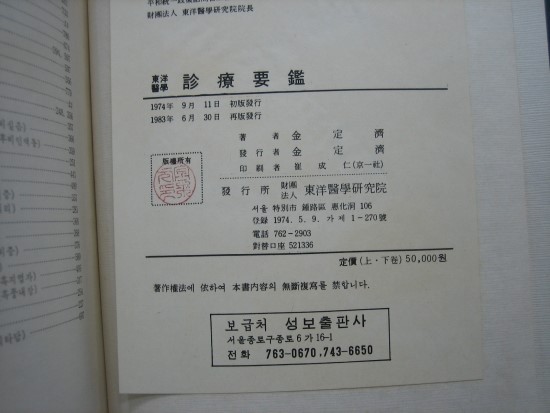 財團法人 東洋醫學硏究院院長
東洋醫學 診療要鑑
1974年 9月 11日 初版發行
1983年 6月 30日 再版發行
著者 金定濟
發行者 金定濟
印刷者 崔成仁(京一社)
版權所有
發行所 財團法人 東洋醫學硏究院
서울 特別市 鍾路區 惠化洞 106
登錄 1974. 5. 9. 가 제 1-270號
電話 762-2903
對替口座 521336
定價(上·下卷) 50,000원
著作權法에 依하여 本書内容의 無斷複寫를 禁합니다.
보급처 성보출판사
서울종로구종로 6가 16-1
전화 763-0670.743-6650